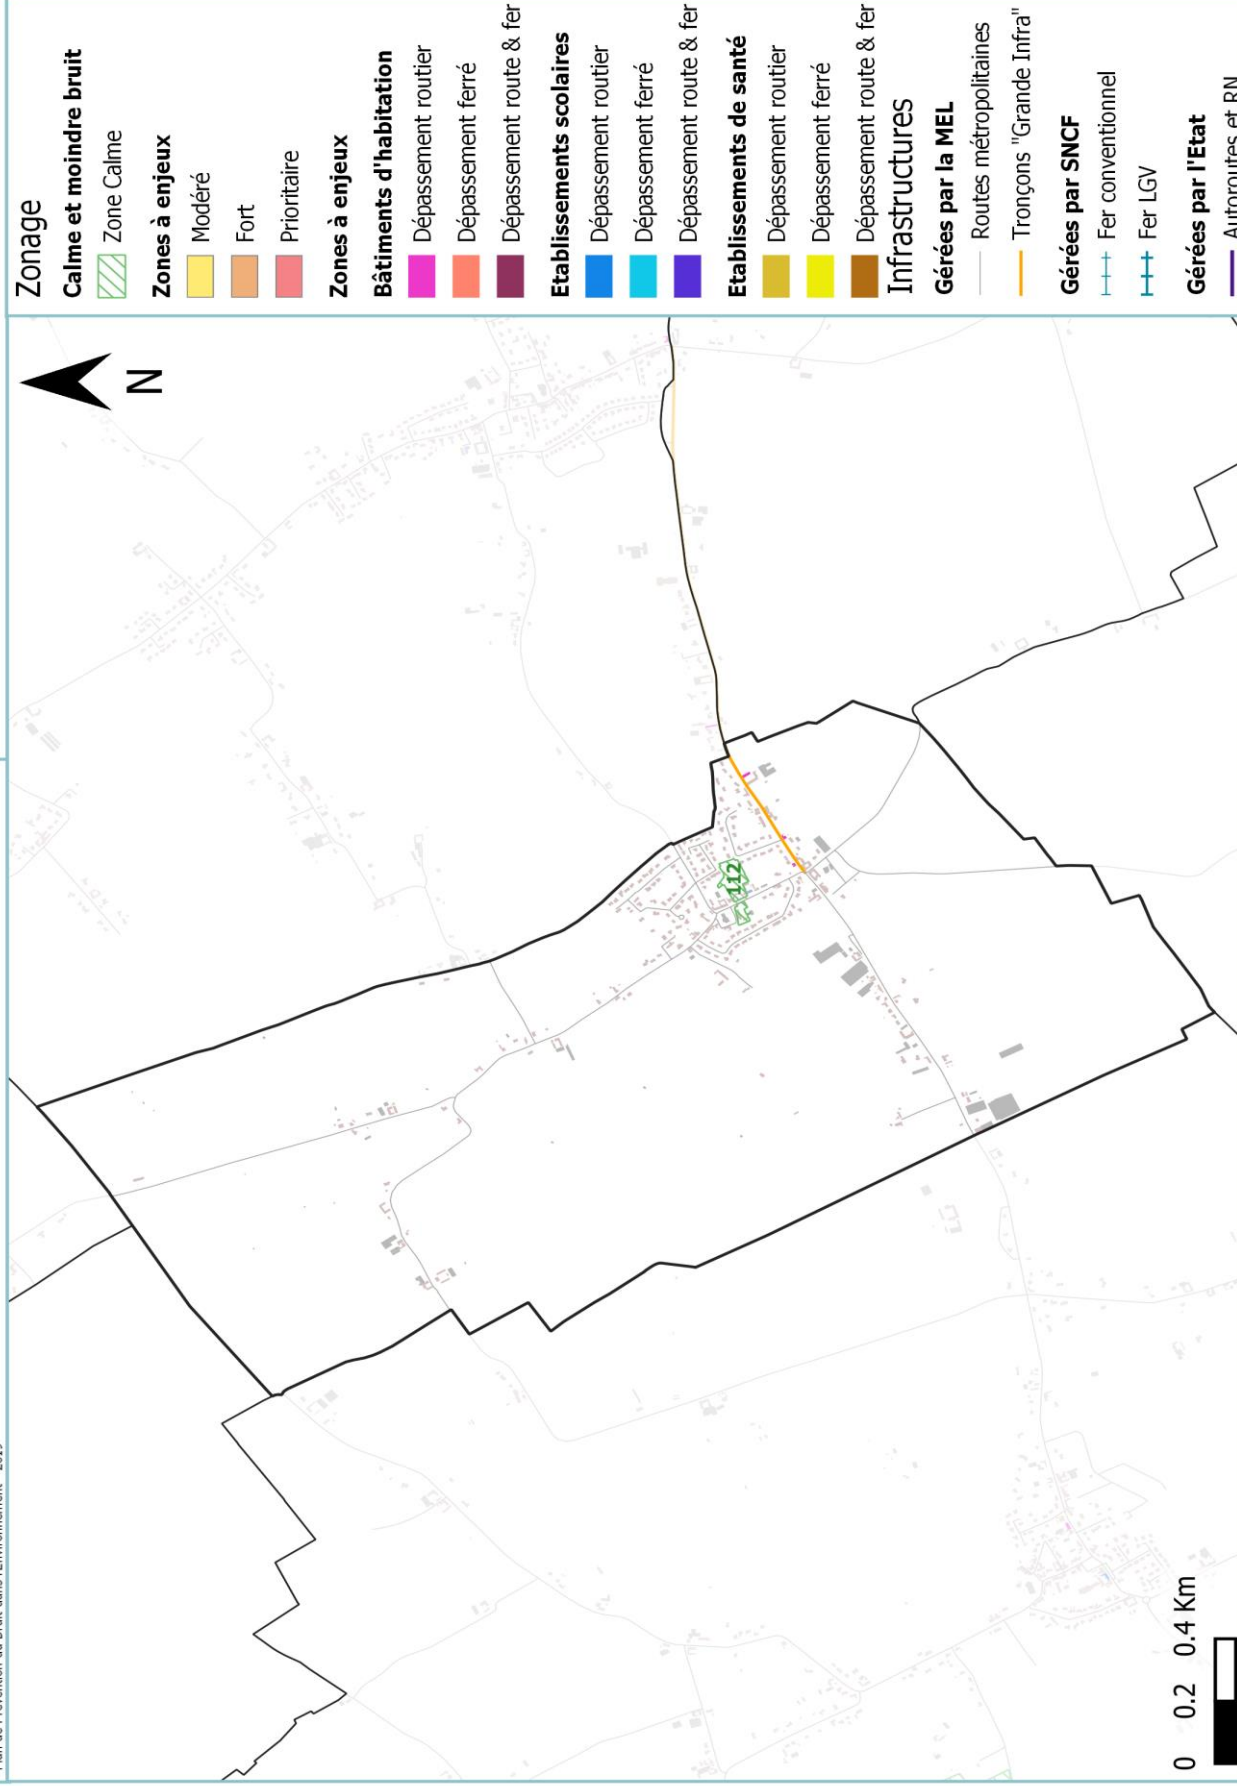 Zonage
Calme et moindre bruit
Zone Calme
Zones à enjeux
Modéré
Fort
Prioritaire
Zones à enjeux
Bâtiments d'habitation
Dépassement routier
Dépassement ferré
Dépassement route & fer
Etablissements scolaires
Dépassement routier
Dépassement ferré
Dépassement route & fer
Etablissements de santé
Dépassement routier
Dépassement ferré
Dépassement route & fer
Infrastructures
Gérées par la MEL
Routes métropolitaines
Tronçons "Grande Infra"
Gérées par SNCF
Fer conventionnel
Fer LGV
Gérées par l'Etat
Autoroutes et RN
N
112
0 0.2 0.4 Km